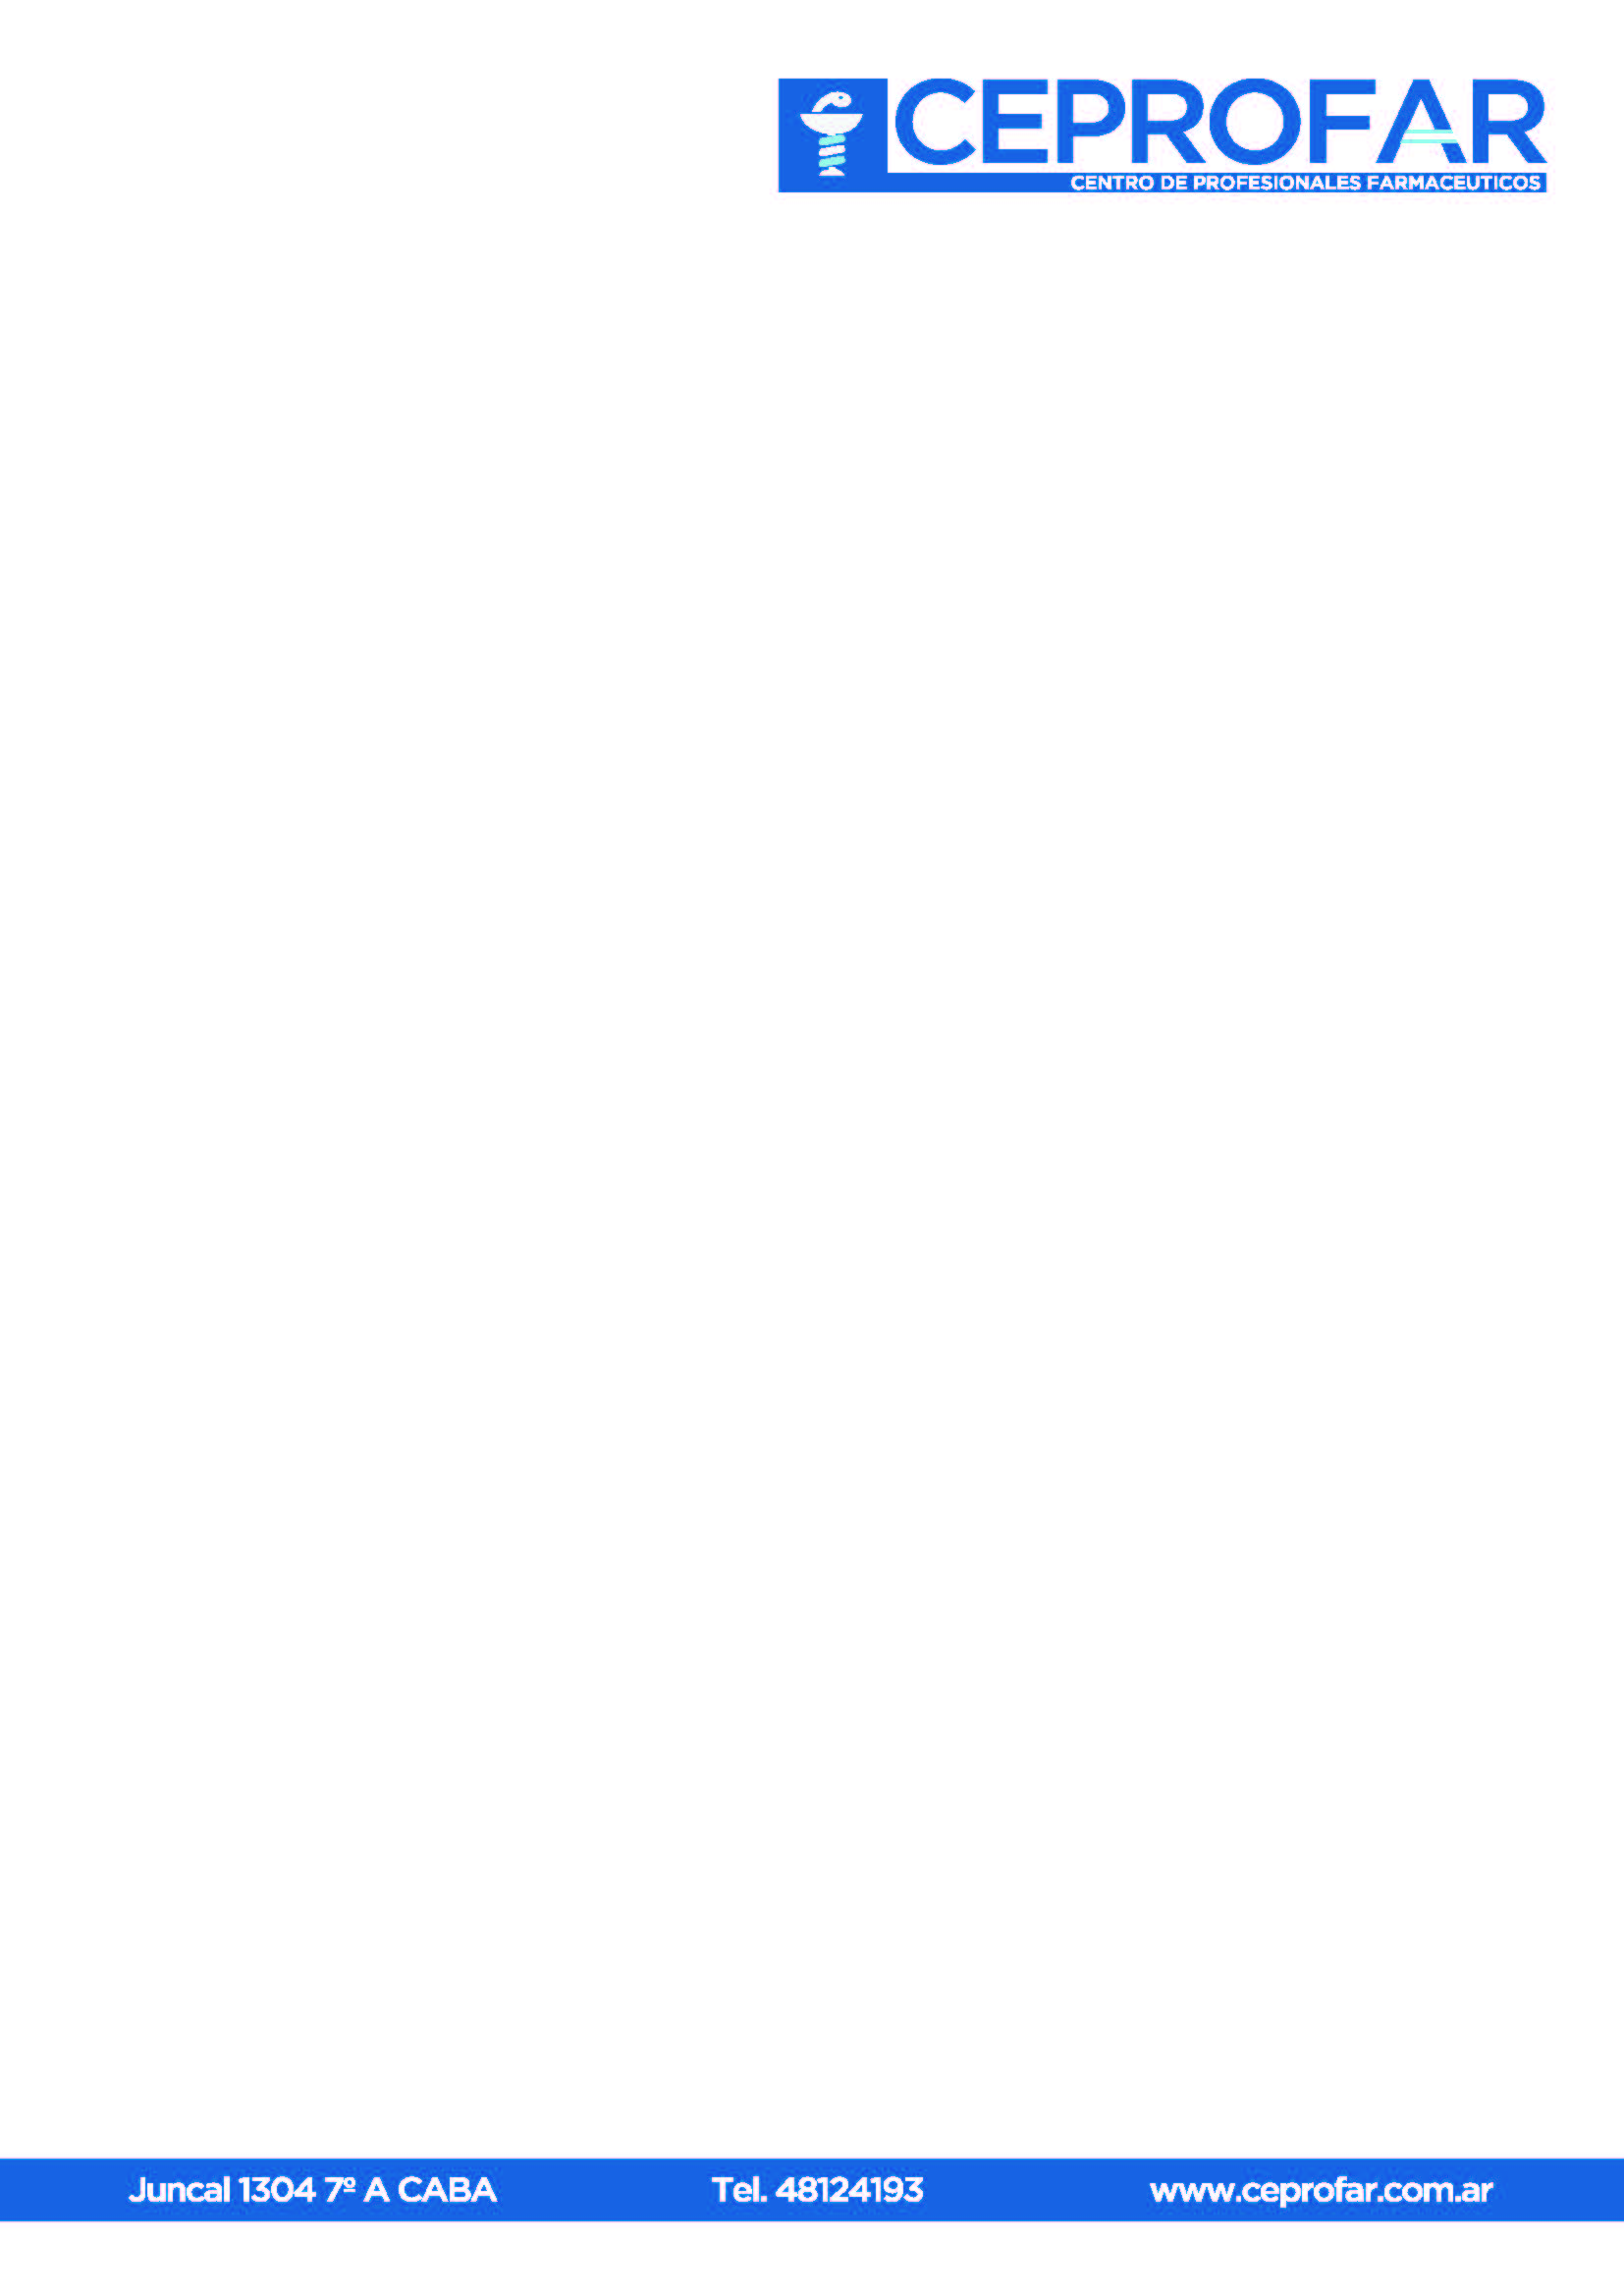 CEPROFAR
CENTRO DE PROFESIONALES FARMACEUTICOS
Juncal 1304 7º A CABA
Tel. 48124193
www.ceprofar.com.ar